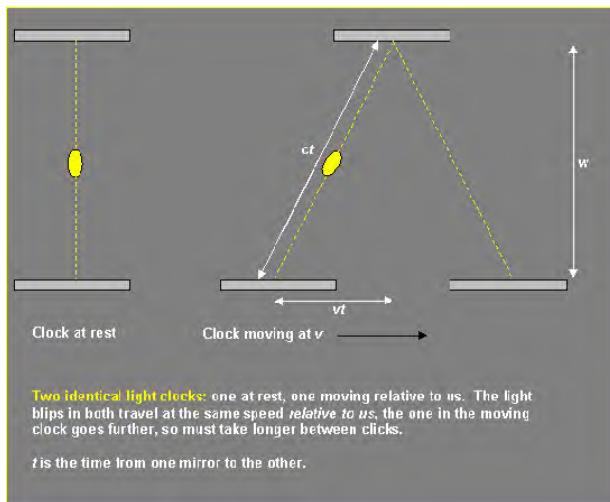 ct
w
vt
Clock at rest
Clock moving at v
Two identical light clocks: one at rest, one moving relative to us. The light
blips in both travel at the same speed relative to us, the one in the moving
clock goes further, so must take longer between clicks.
t is the time from one mirror to the other.